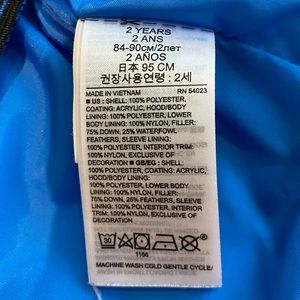 2 YEARS
2 ANS
84-90см/2лет
2 AÑOS
日本 95 CM
권장사용연령 : 2세
MADE IN VIETNAM RN 54023
■ US : SHELL: 100% POLYESTER,
COATING: ACRYLIC, HOOD/BODY
LINING: 100% POLYESTER, LOWER
BODY LINING: 100% NYLON, FILLER:
75% DOWN, 25% WATERFOWL
FEATHERS, SLEEVE LINING: 100%
POLYESTER, INTERIOR TRIM:
100% NYLON, EXCLUSIVE OF
DECORATION ■ GB/EG : SHELL:
100% POLYESTER, COATING:
ACRYLIC, HOOD/BODY LINING:
100% POLYESTER, LOWER BODY
LINING: 100% NYLON, FILLER: 75%
DOWN, 25% FEATHERS, SLEEVE
LINING: 100% POLYESTER, INTERIOR
TRIM: 100% NYLON, EXCLUSIVE OF
DECORATION
30
1166
MACHINE WASH COLD GENTLE CYCLE/